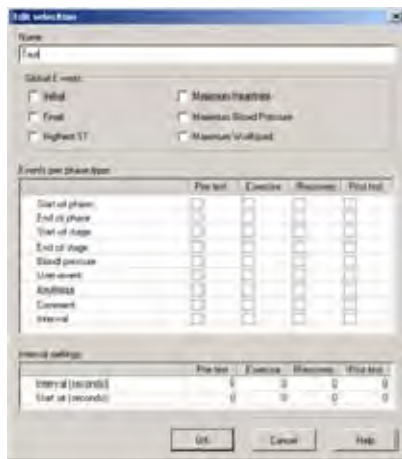 Edit selection
Name
Test
Global Events
Initial Maximum Heartrate
Final Maximum Blood Pressure
Highest ST Maximum Workload
Events per phase type
Pre test Exercise Recovery Post test
Start of phase
End of phase
Start of stage
End of stage
Blood pressure
User event
Comment
Interval
Interval settings
Pre test Exercise Recovery Post test
Interval (seconds) 0 0 0
Start at (seconds) 0 0 0 0
OK Cancel Help